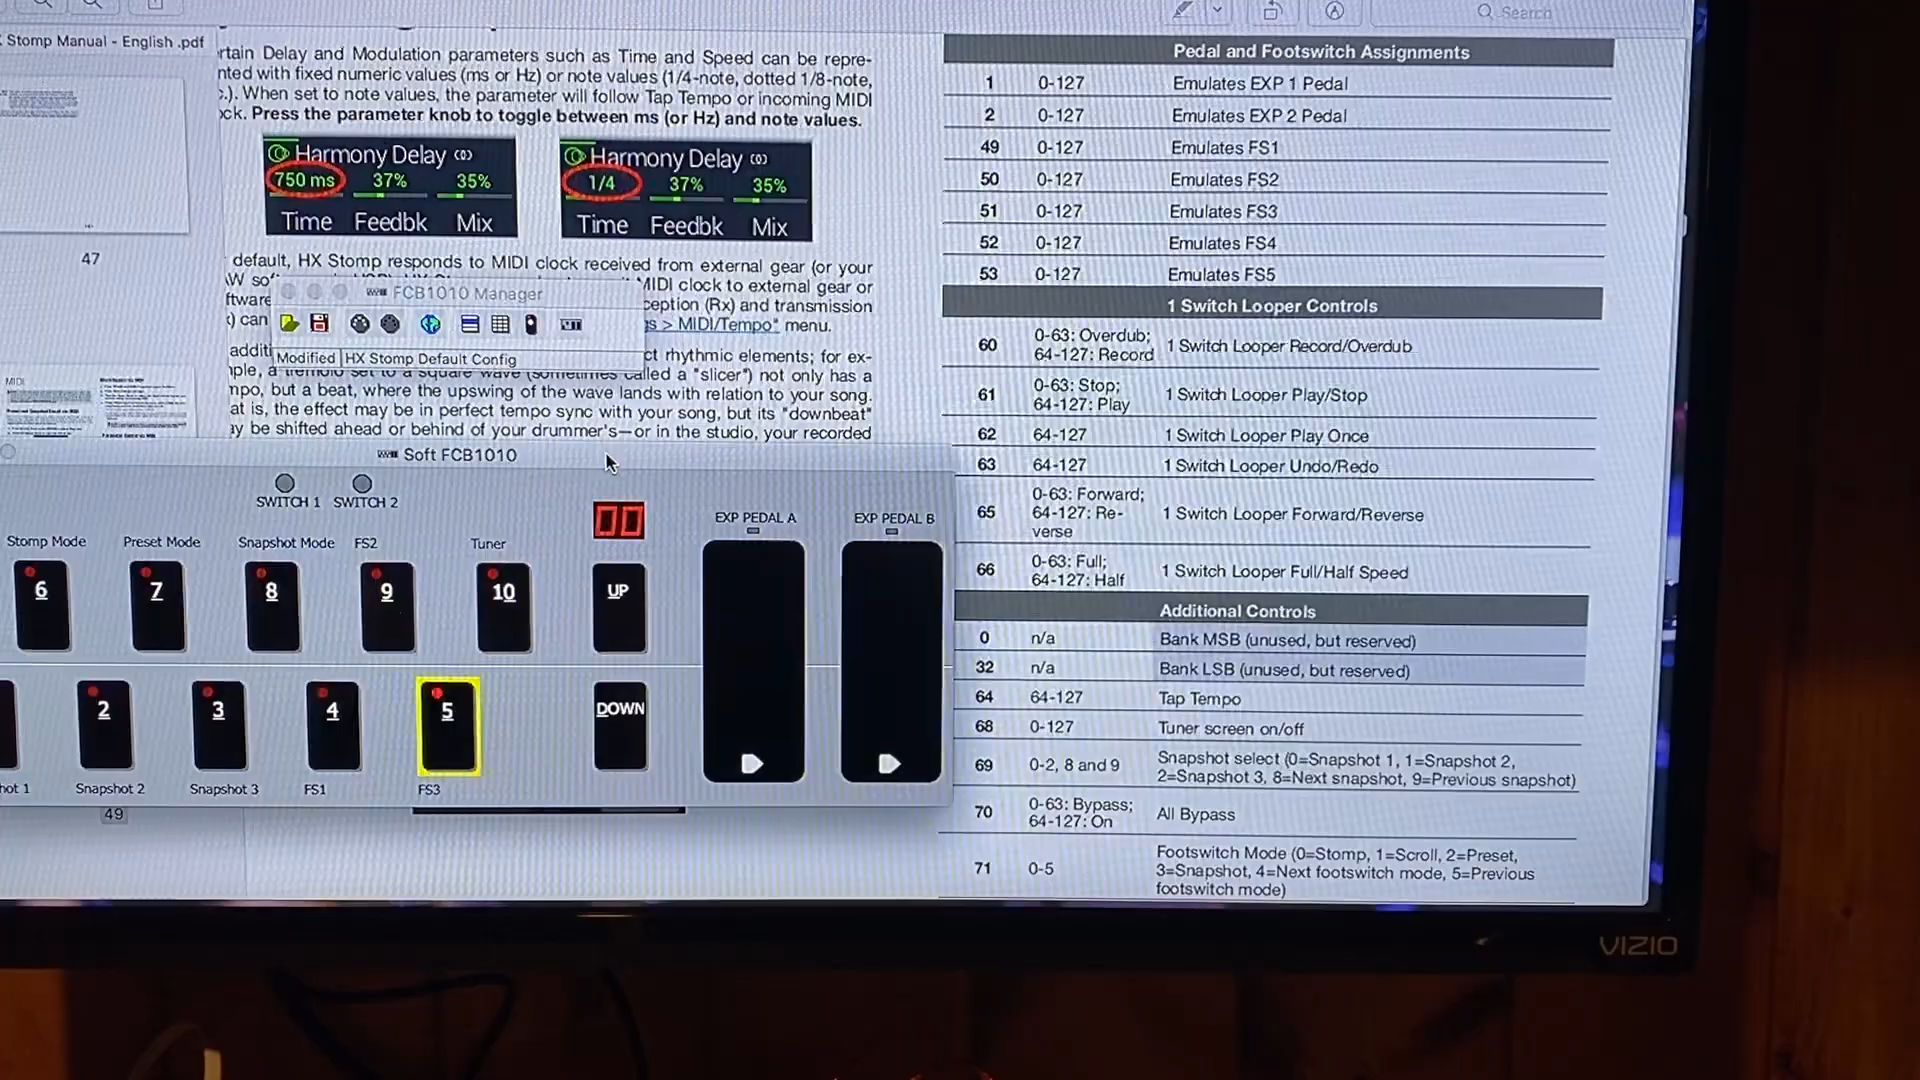 Search
Stomp Manual - English .pdf
rtain Delay and Modulation parameters such as Time and Speed can be repre-
nted with fixed numeric values (ms or Hz) or note values (1/4-note, dotted 1/8-note,
c.). When set to note values, the parameter will follow Tap Tempo or incoming MIDI
ock. Press the parameter knob to toggle between ms (or Hz) and note values.
Harmony Delay
750 ms 37% 35%
Time Feedbk Mix
Harmony Delay
1/4 37% 35%
Time Feedbk Mix
47
default, HX Stomp responds to MIDI clock received from external gear (or your
MIDI clock to external gear or
ftware
ception (Rx) and transmission
) can
gs > MIDI/Tempo" menu.
FCB1010 Manager
Modified HX Stomp Default Config
additi
ct rhythmic elements; for ex-
mple, a tremolo set to a square wave (sometimes called a "slicer") not only has a
mpo, but a beat, where the upswing of the wave lands with relation to your song.
at is, the effect may be in perfect tempo sync with your song, but its "downbeat"
ay be shifted ahead or behind of your drummer's—or in the studio, your recorded
MIDI
Soft FCB1010
SWITCH 1 SWITCH 2
00
EXP PEDAL A EXP PEDAL B
Stomp Mode Preset Mode Snapshot Mode FS2 Tuner
6 7 8 9 10 UP
2 3 4 5 DOWN
hot 1 Snapshot 2 Snapshot 3 FS1 FS3
49
Pedal and Footswitch Assignments
1 0-127 Emulates EXP 1 Pedal
2 0-127 Emulates EXP 2 Pedal
49 0-127 Emulates FS1
50 0-127 Emulates FS2
51 0-127 Emulates FS3
52 0-127 Emulates FS4
53 0-127 Emulates FS5
1 Switch Looper Controls
60 0-63: Overdub; 64-127: Record 1 Switch Looper Record/Overdub
61 0-63: Stop; 64-127: Play 1 Switch Looper Play/Stop
62 64-127 1 Switch Looper Play Once
63 64-127 1 Switch Looper Undo/Redo
65 0-63: Forward; 64-127: Re-verse 1 Switch Looper Forward/Reverse
66 0-63: Full; 64-127: Half 1 Switch Looper Full/Half Speed
Additional Controls
0 n/a Bank MSB (unused, but reserved)
32 n/a Bank LSB (unused, but reserved)
64 64-127 Tap Tempo
68 0-127 Tuner screen on/off
69 0-2, 8 and 9 Snapshot select (0=Snapshot 1, 1=Snapshot 2,
2=Snapshot 3, 8=Next snapshot, 9=Previous snapshot)
70 0-63: Bypass; 64-127: On All Bypass
71 0-5 Footswitch Mode (0=Stomp, 1=Scroll, 2=Preset,
3=Snapshot, 4=Next footswitch mode, 5=Previous
footswitch mode)
VIZIO